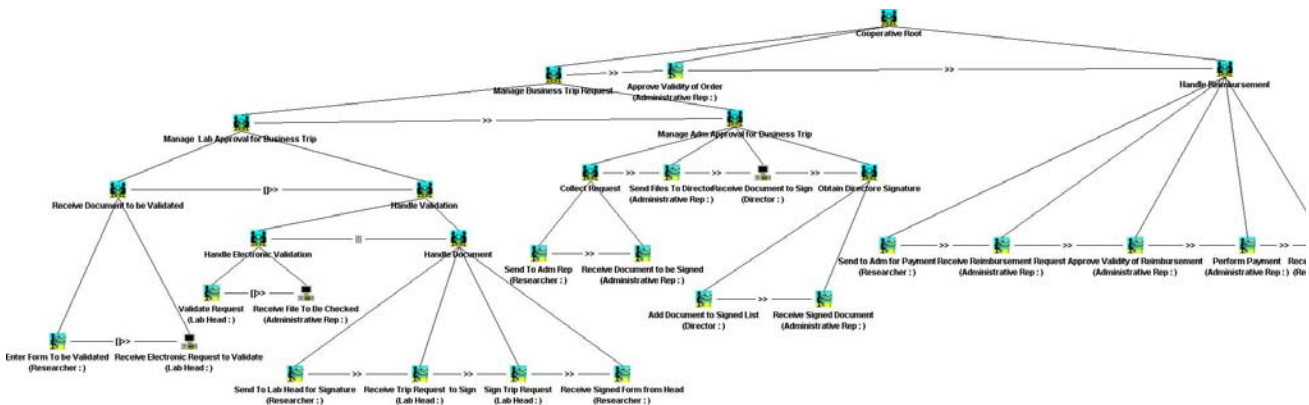 Cooperative Root
>>
>>
Manage Business Trip Request
Approve Validity of Order
(Administrative Rep : )
Handle Reimbursement
>>
Manage Lab Approval for Business Trip
Manage Adm Approval for Business Trip
[]>>
>>
>>
>>
Receive Document to be Validated
Handle Validation
Collect Request
Send Files To Director
(Administrative Rep : )
Receive Document to Sign
(Director : )
Obtain Directore Signature
|||
Handle Electronic Validation
Handle Document
>>
Send To Adm Rep
(Researcher : )
Receive Document to be Signed
(Administrative Rep : )
>>
>>
>>
>>
Send to Adm for Payment
(Researcher : )
Receive Reimbursement Request
(Administrative Rep : )
Approve Validity of Reimbursement
(Administrative Rep : )
Perform Payment
(Administrative Rep : )
[]>>
Validate Request
(Lab Head : )
Receive File To Be Checked
(Administrative Rep : )
>>
Add Document to Signed List
(Director : )
Receive Signed Document
(Administrative Rep : )
[]>>
Enter Form To be Validated
(Researcher : )
Receive Electronic Request to Validate
(Lab Head : )
>>
>>
>>
Send To Lab Head for Signature
(Researcher : )
Receive Trip Request to Sign
(Lab Head : )
Sign Trip Request
(Lab Head : )
Receive Signed Form from Head
(Researcher : )